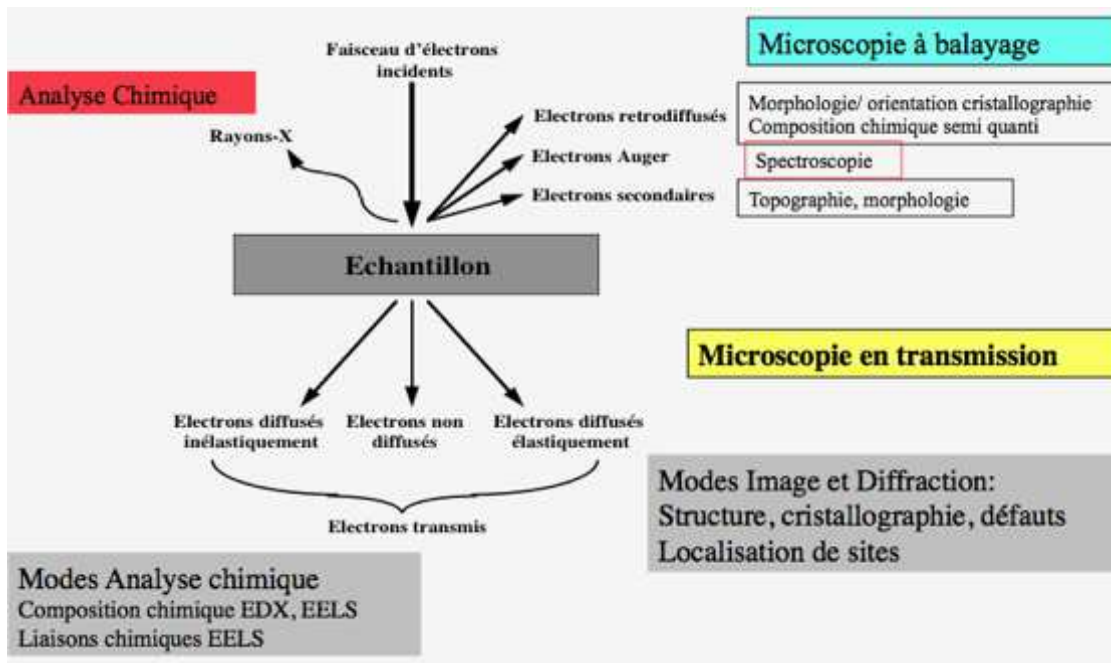 Faisceau d'électrons
incidents
Microscopie à balayage
Analyse Chimique
Rayons-X
Electrons retrodiffusés
Morphologie/ orientation cristallographie
Composition chimique semi quanti
Electrons Auger
Spectroscopie
Electrons secondaires
Topographie, morphologie
Echantillon
Microscopie en transmission
Electrons diffusés
inélastiquement
Electrons non
diffusés
Electrons diffusés
élastiquement
Electrons transmis
Modes Image et Diffraction:
Structure, cristallographie, défauts
Localisation de sites
Modes Analyse chimique
Composition chimique EDX, EELS
Liaisons chimiques EELS